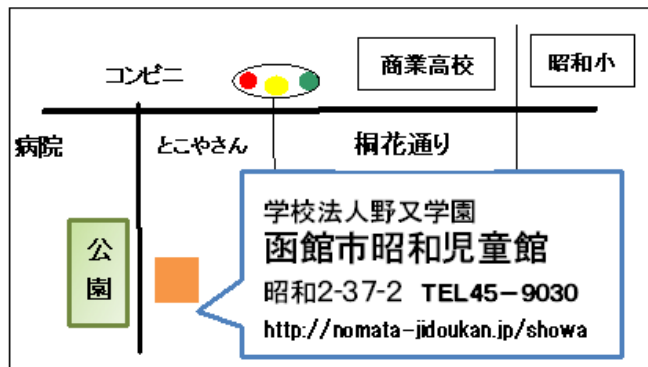 コンビニ
商業高校
昭和小
病院
とこやさん
桐花通り
公園
学校法人野又学園
函館市昭和児童館
昭和2-37-2 TEL45-9030
http://nomata-jidoukan.jp/showa